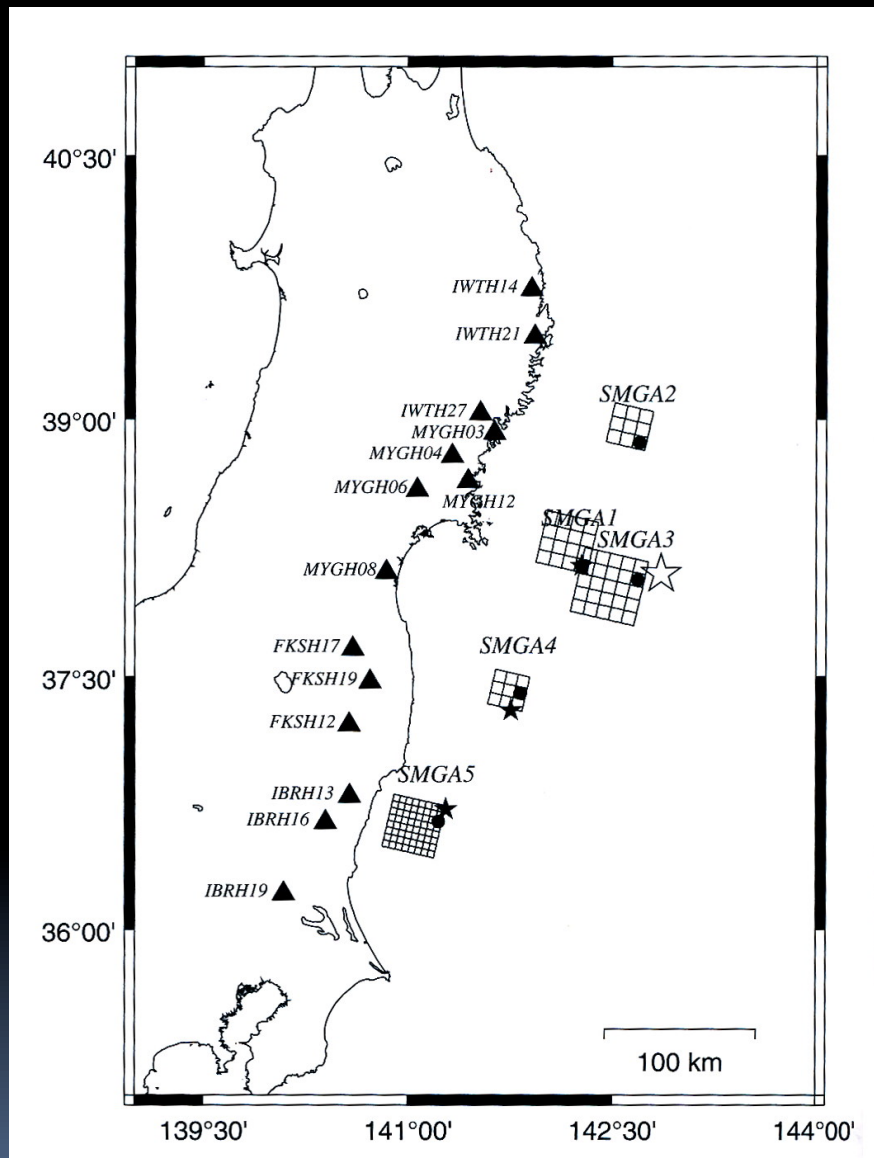 40°30'
IWTH14
IWTH21
SMGA2
39°00'
IWTH27
MYGH03
MYGH04
MYGH06
MYGH12
SMGA1
SMGA3
MYGH08
FKSH17
SMGA4
37°30'
FKSH19
FKSH12
SMGA5
IBRH13
IBRH16
IBRH19
36°00'
100 km
139°30' 141°00' 142°30' 144°00'